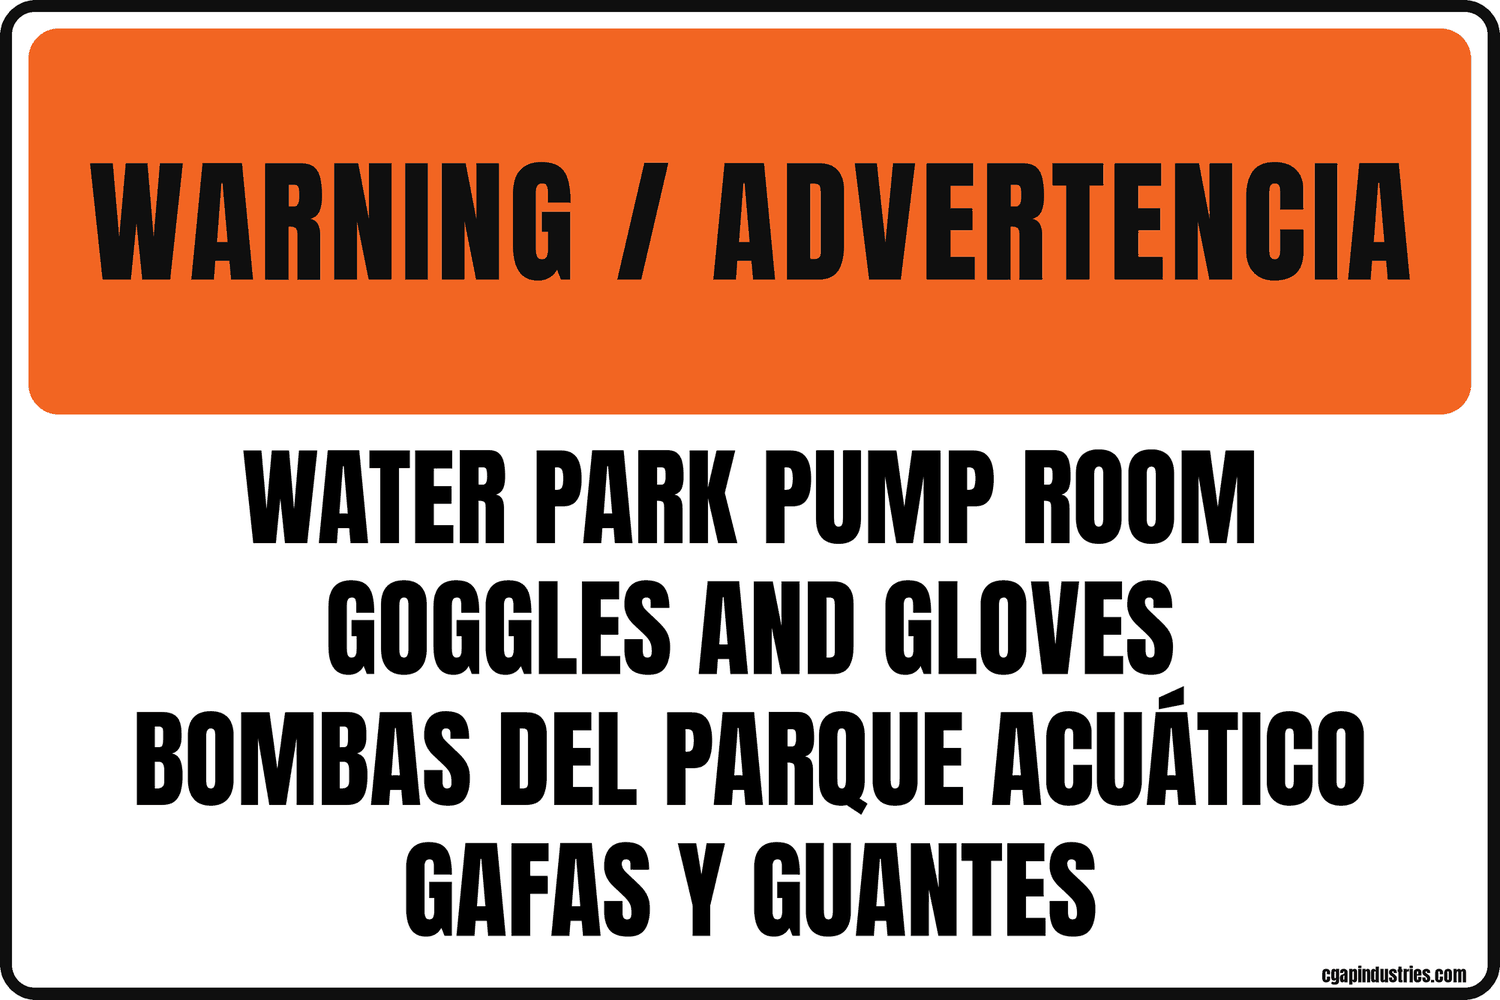 WARNING / ADVERTENCIA
WATER PARK PUMP ROOM
GOGGLES AND GLOVES
BOMBAS DEL PARQUE ACUÁTICO
GAFAS Y GUANTES
cgapindustries.com